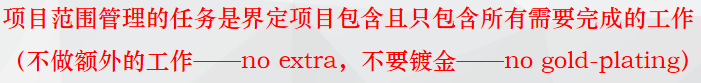 项目范围管理的任务是界定项目包含且只包含所有需要完成的工作
（不做额外的工作——no extra，不要镀金——no gold-plating）